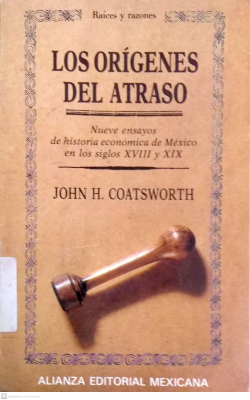 Raíces y razones
LOS ORÍGENES
DEL ATRASO
Nueve ensayos
de historia económica de México
en los siglos XVIII y XIX
JOHN H. COATSWORTH
ALIANZA EDITORIAL MEXICANA